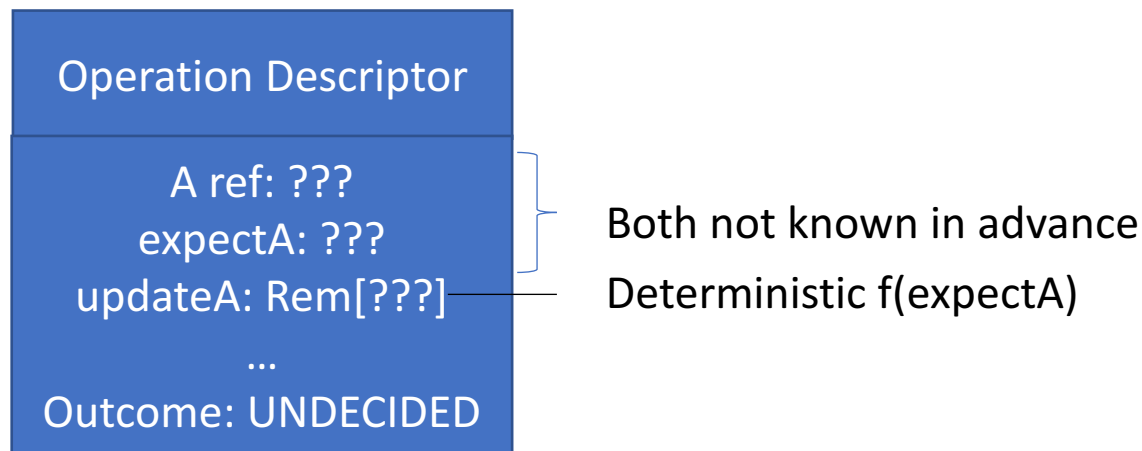 Operation Descriptor
A ref: ???
expectA: ???
updateA: Rem[???]
...
Outcome: UNDECIDED
Both not known in advance
Deterministic f(expectA)